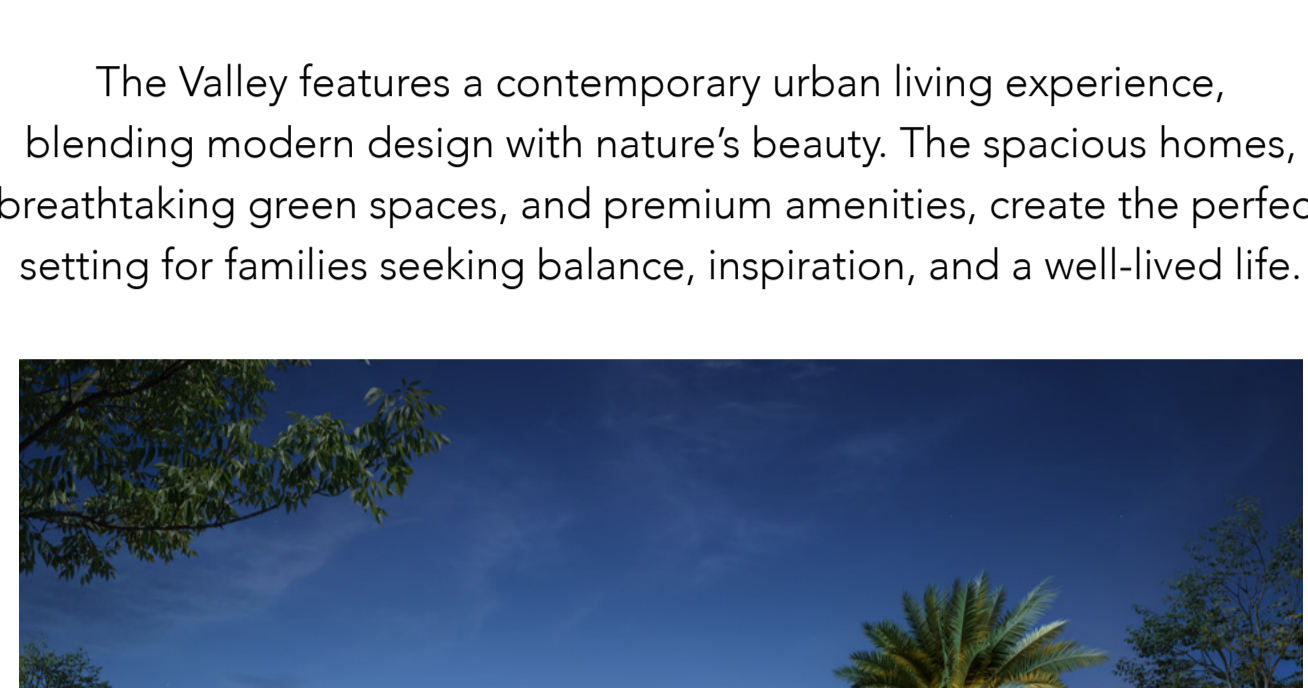 The Valley features a contemporary urban living experience,
blending modern design with nature’s beauty. The spacious homes,
breathtaking green spaces, and premium amenities, create the perfec
setting for families seeking balance, inspiration, and a well-lived life.